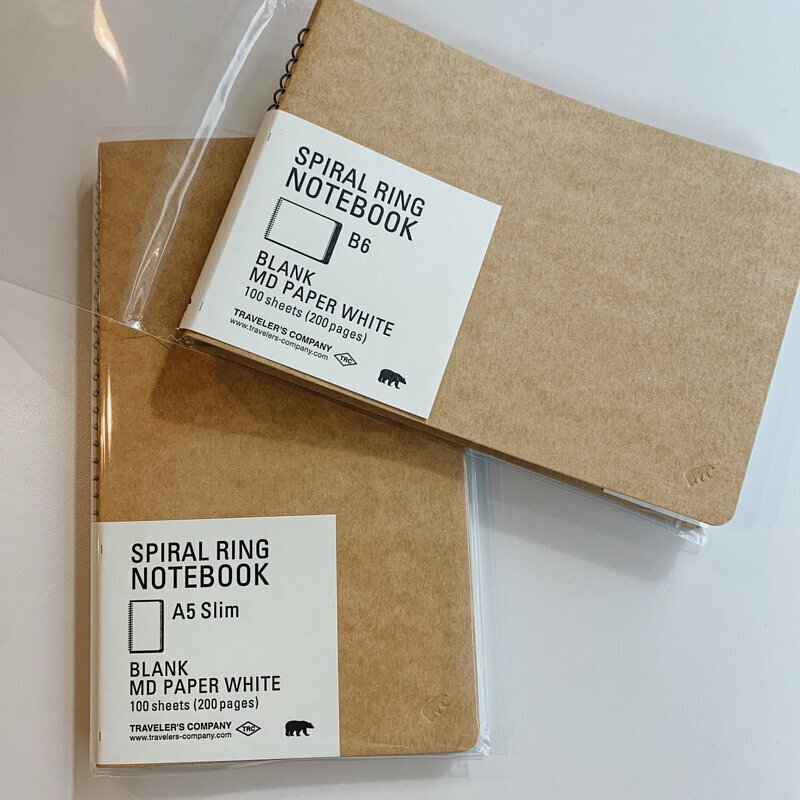 SPIRAL RING
NOTEBOOK
B6
BLANK
MD PAPER WHITE
100 sheets (200 pages)
TRAVELER'S COMPANY
www.travelers-company.com
TRC
SPIRAL RING
NOTEBOOK
A5 Slim
BLANK
MD PAPER WHITE
100 sheets (200 pages)
TRAVELER'S COMPANY
www.travelers-company.com
TRC